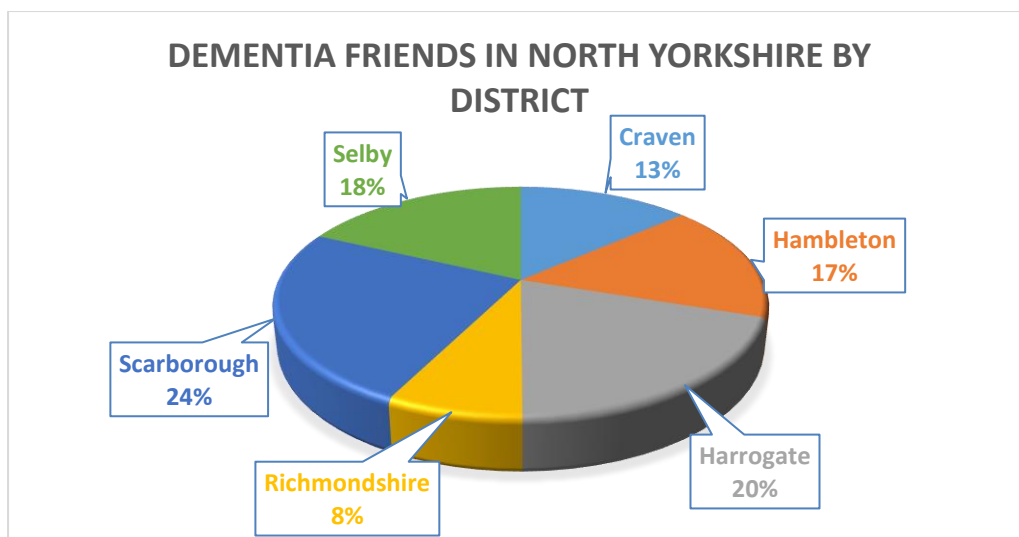 DEMENTIA FRIENDS IN NORTH YORKSHIRE BY
DISTRICT
Craven
13%
Hambleton
17%
Harrogate
20%
Richmondshire
8%
Scarborough
24%
Selby
18%